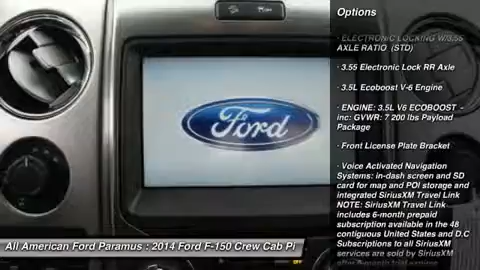 Options
· ELECTRONIC LOCKING W/3.55
AXLE RATIO (STD)
· 3.55 Electronic Lock RR Axle
· 3.5L Ecoboost V-6 Engine
· ENGINE: 3.5L V6 ECOBOOST -
inc: GVWR: 7 200 lbs Payload
Package
· Front License Plate Bracket
· Voice Activated Navigation
Systems: in-dash screen and SD
card for map and POI storage and
integrated SiriusXM Travel Link
NOTE: SiriusXM Travel Link
includes 6-month prepaid
subscription available in the 48
contiguous United States and D.C
Subscriptions to all SiriusXM
services are sold by SiriusXM
Ford
All American Ford Paramus : 2014 Ford F-150 Crew Cab Pi